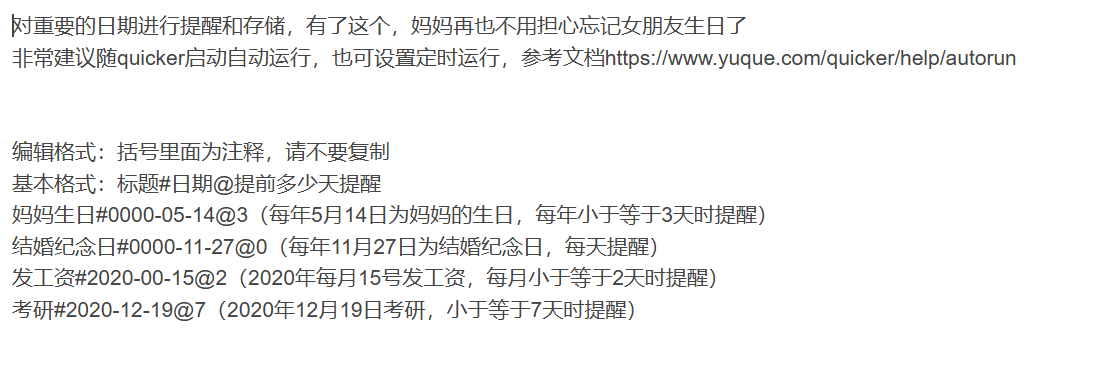 对重要的日期进行提醒和存储，有了这个，妈妈再也不用担心忘记女朋友生日了
非常建议随quicker启动自动运行，也可设置定时运行，参考文档https://www.yuque.com/quicker/help/autorun
编辑格式：括号里面为注释，请不要复制
基本格式：标题#日期@提前多少天提醒
妈妈生日#0000-05-14@3（每年5月14日为妈妈的生日，每年小于等于3天时提醒）
结婚纪念日#0000-11-27@0（每年11月27日为结婚纪念日，每天提醒）
发工资#2020-00-15@2（2020年每月15号发工资，每月小于等于2天时提醒）
考研#2020-12-19@7（2020年12月19日考研，小于等于7天时提醒）